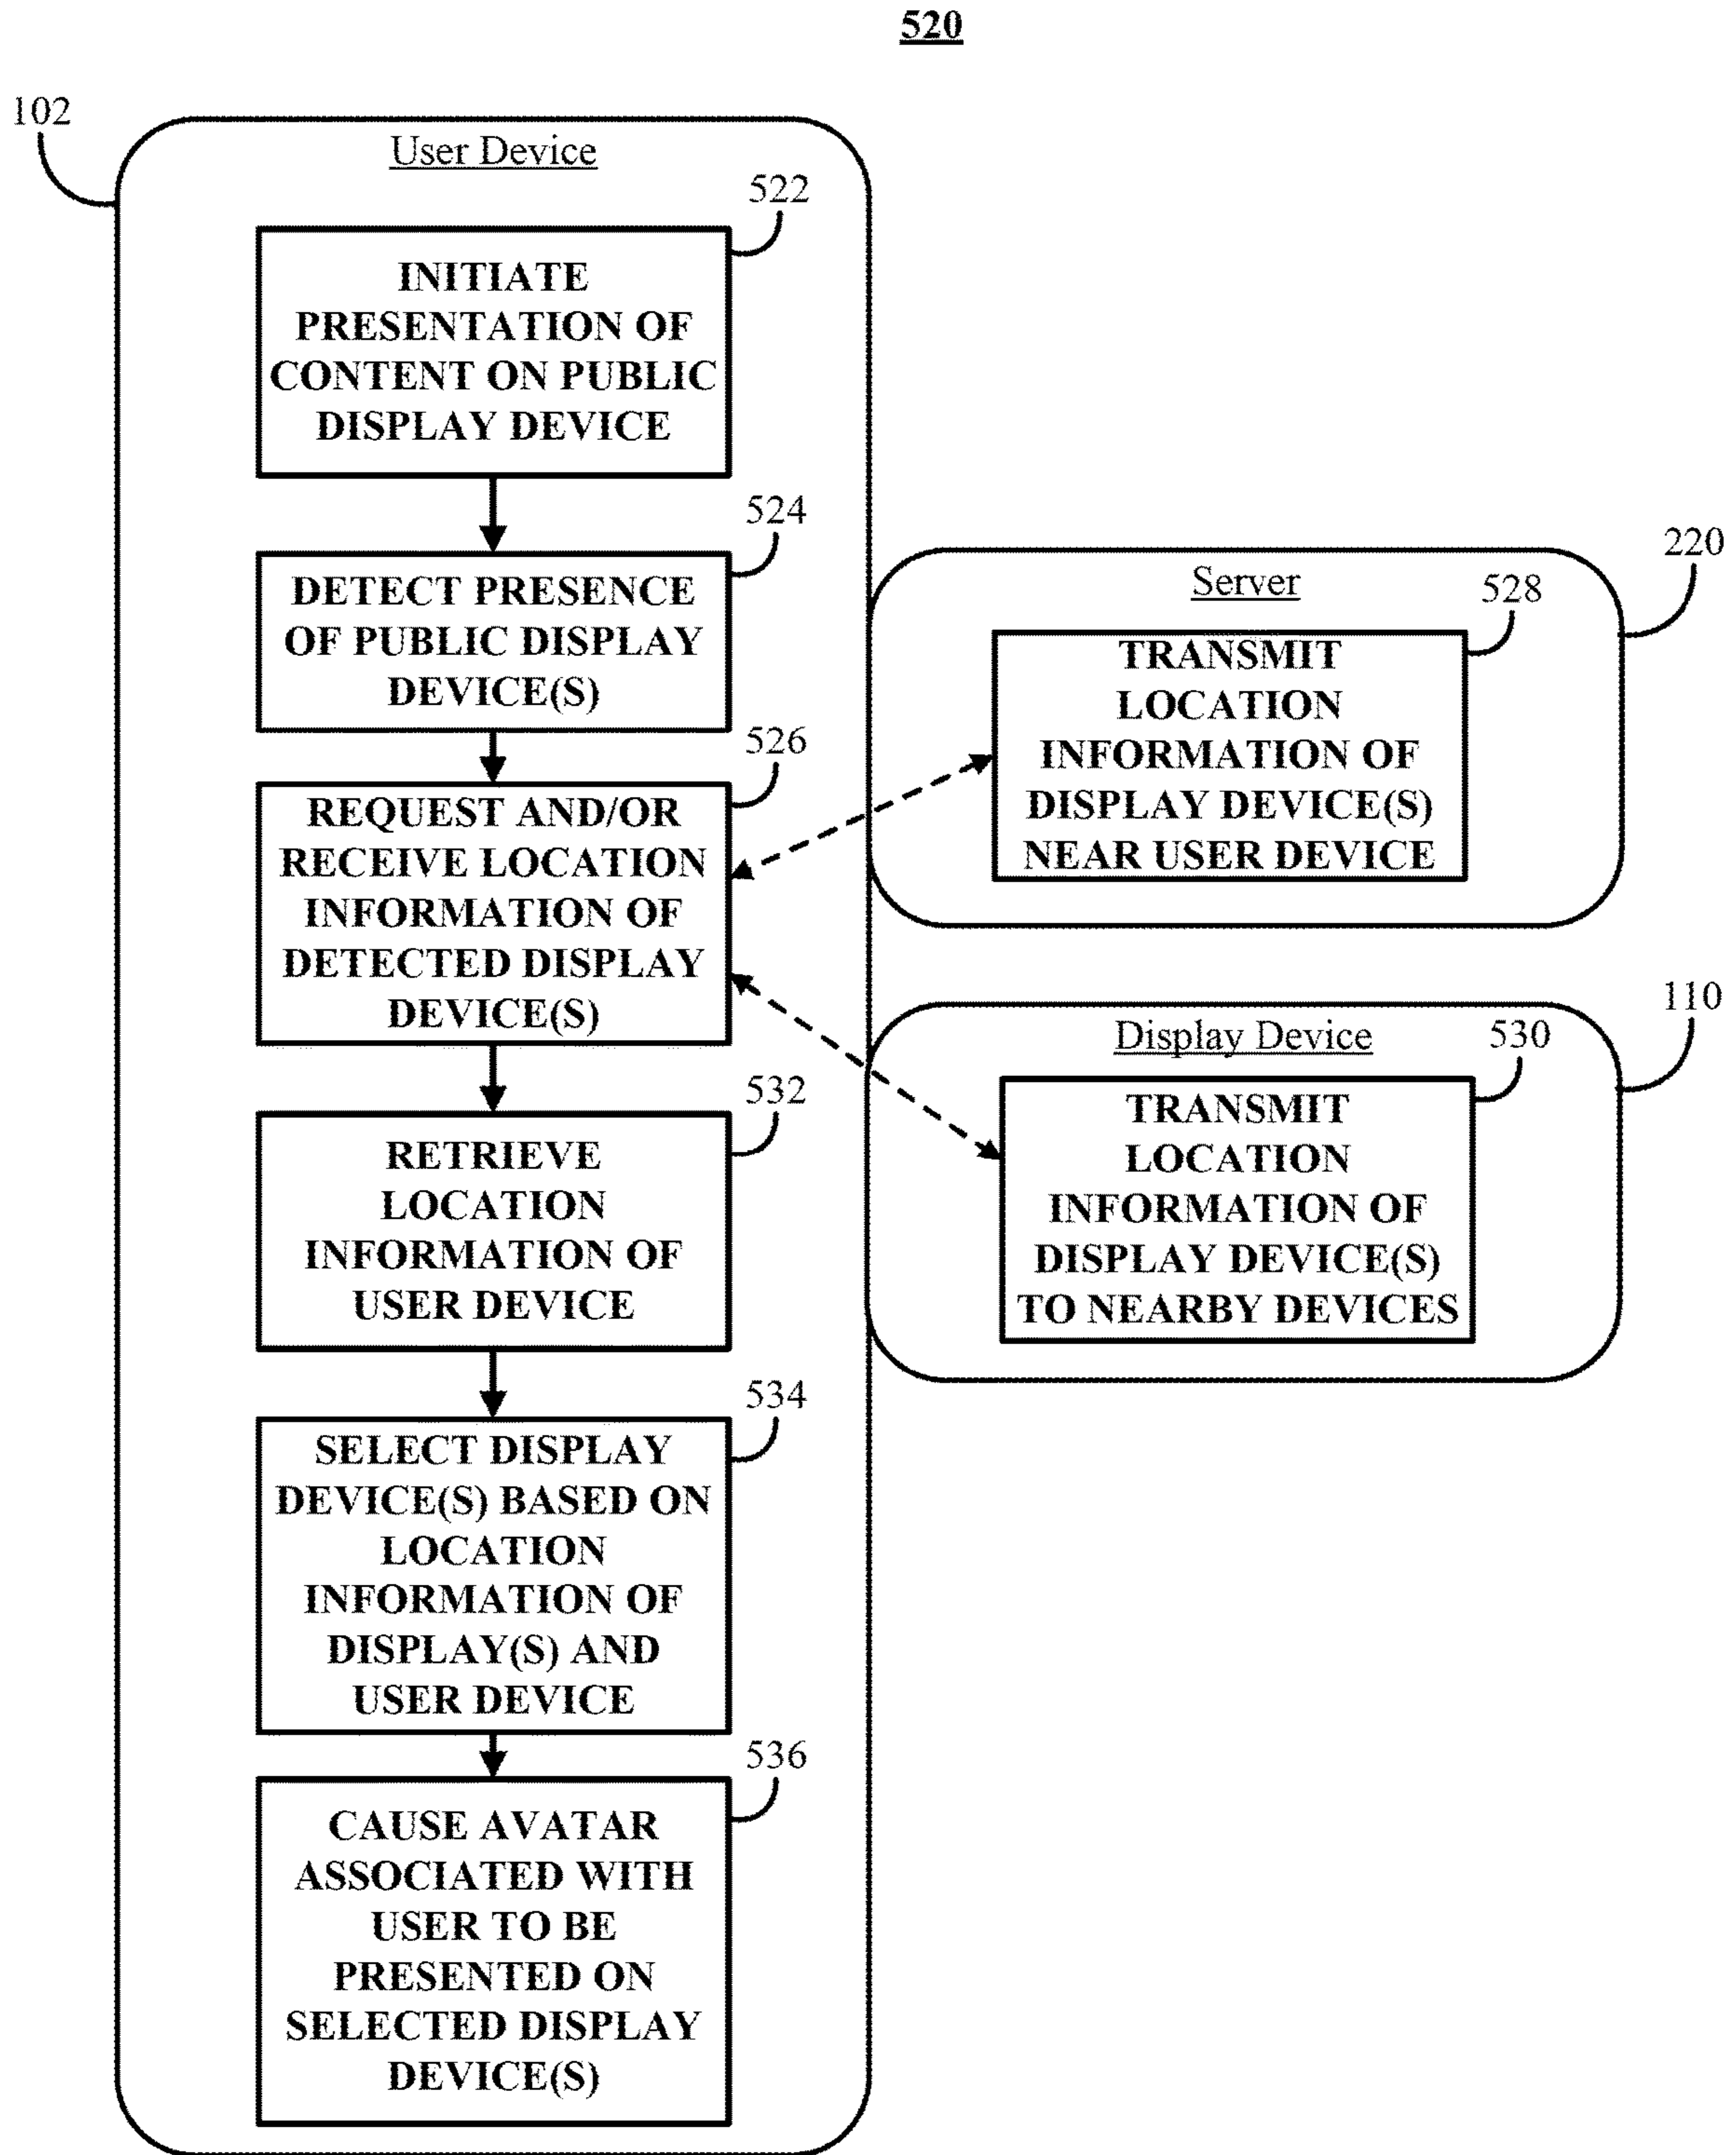 520
102
User Device
522
INITIATE
PRESENTATION OF
CONTENT ON PUBLIC
DISPLAY DEVICE
524
DETECT PRESENCE
OF PUBLIC DISPLAY
DEVICE(S)
526
REQUEST AND/OR
RECEIVE LOCATION
INFORMATION OF
DETECTED DISPLAY
DEVICE(S)
220
Server
528
TRANSMIT
LOCATION
INFORMATION OF
DISPLAY DEVICE(S)
NEAR USER DEVICE
110
Display Device
530
TRANSMIT
LOCATION
INFORMATION OF
DISPLAY DEVICE(S)
TO NEARBY DEVICES
532
RETRIEVE
LOCATION
INFORMATION OF
USER DEVICE
534
SELECT DISPLAY
DEVICE(S) BASED ON
LOCATION
INFORMATION OF
DISPLAY(S) AND
USER DEVICE
536
CAUSE AVATAR
ASSOCIATED WITH
USER TO BE
PRESENTED ON
SELECTED DISPLAY
DEVICE(S)